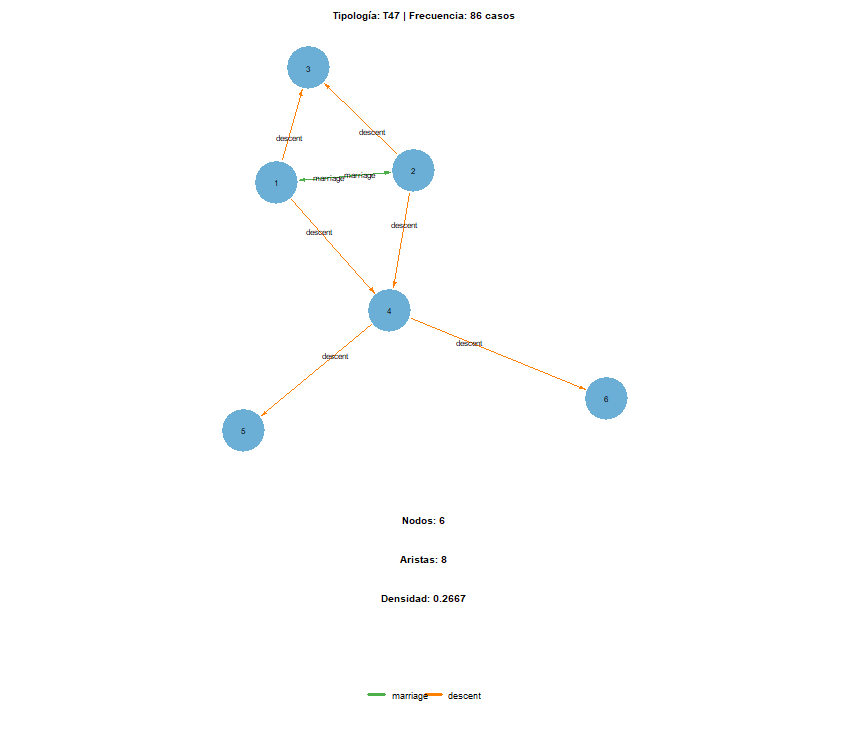 Tipología: T47 | Frecuencia: 86 casos
3
descent
descent
2
marriage
marriage
1
descent
descent
4
descent
descent
6
5
Nodos: 6
Aristas: 8
Densidad: 0.2667
marriage descent